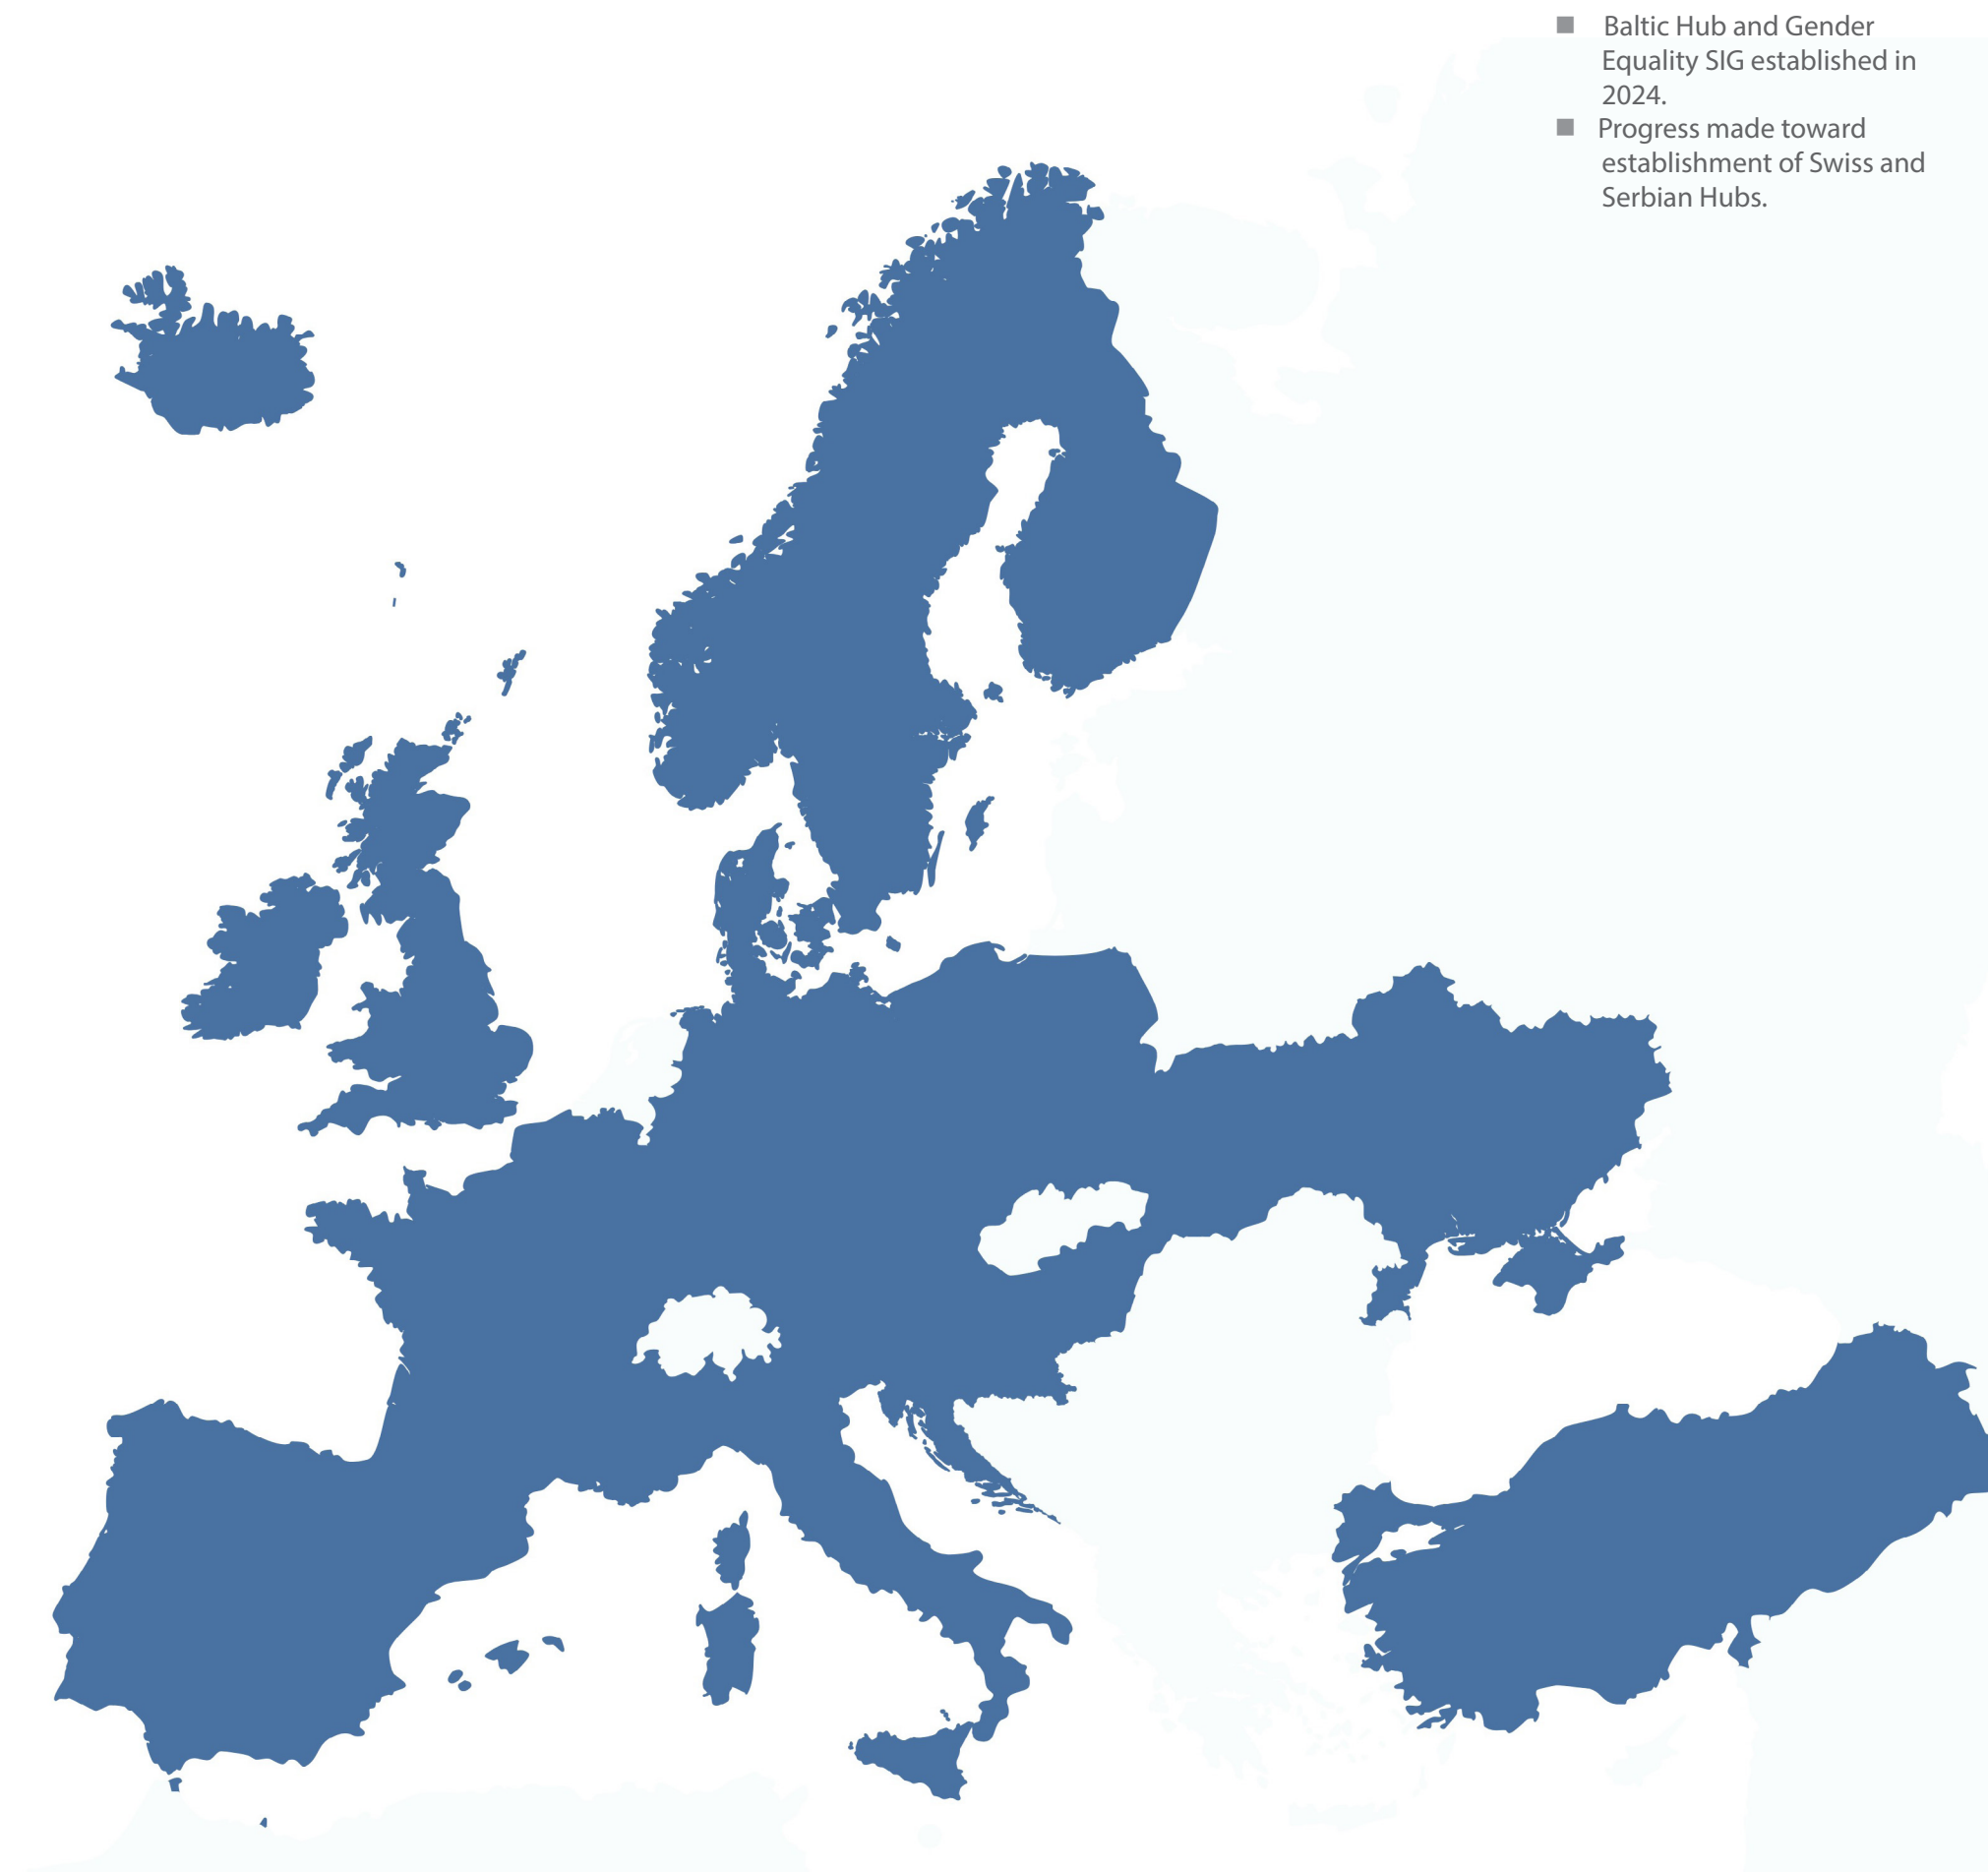 ■ Baltic Hub and Gender
Equality SIG established in
2024.
■ Progress made toward
establishment of Swiss and
Serbian Hubs.